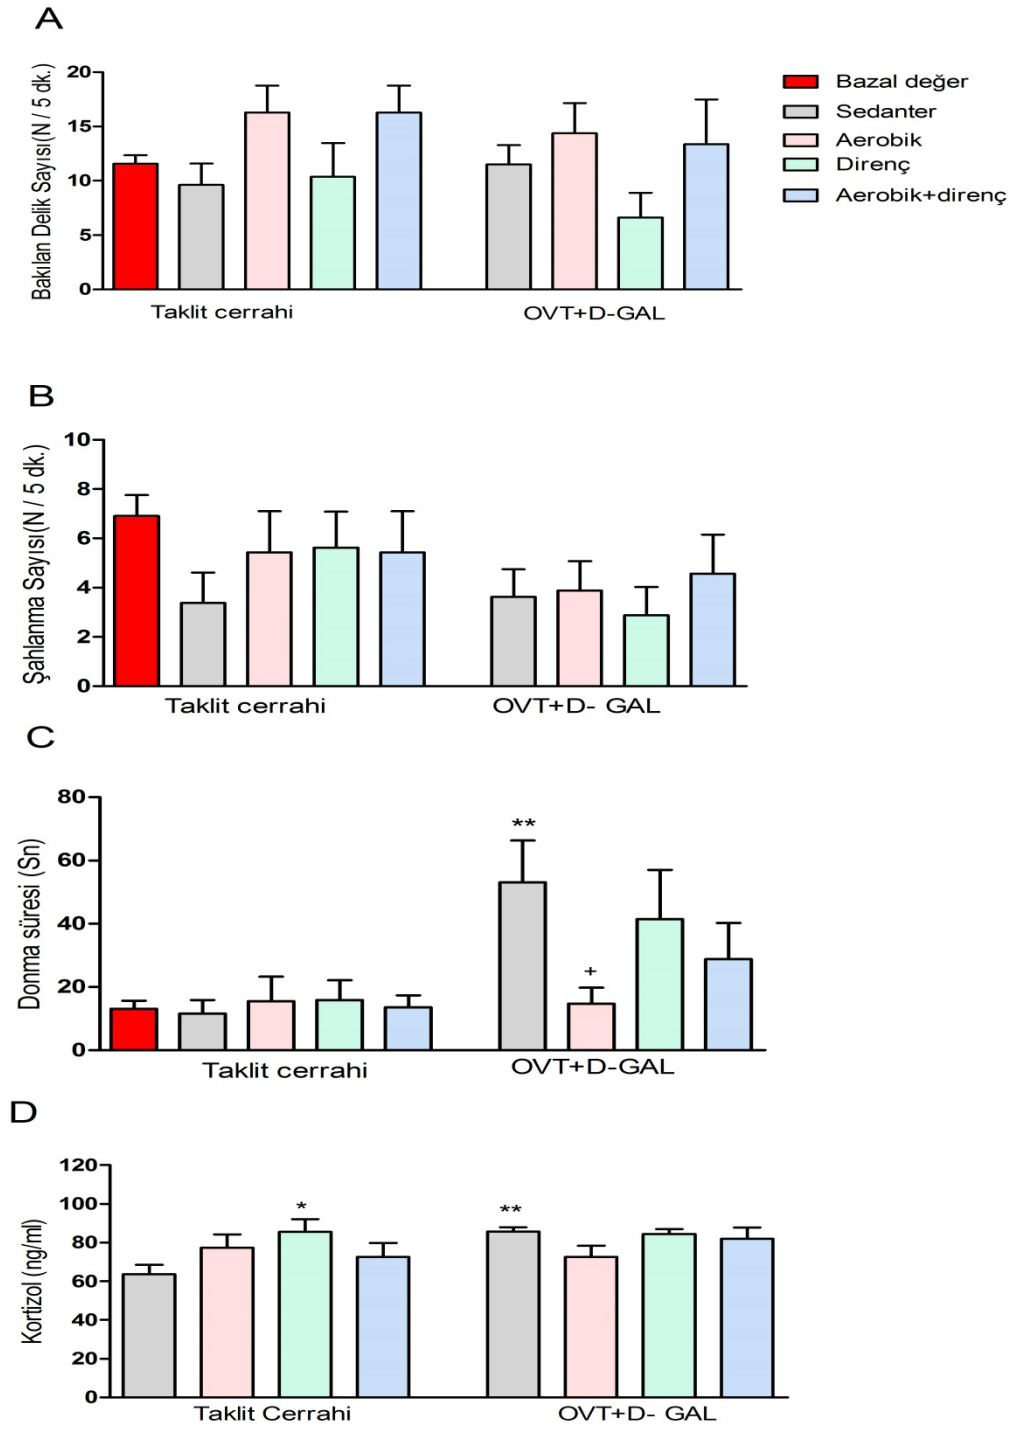 A
Bakılan Delik Sayısı(N / 5 dk.)
20
15
10
5
0
Taklit cerrahi
OVT+D-GAL
Bazal değer
Sedanter
Aerobik
Direnç
Aerobik+direnç
B
Şahlanma Sayısı(N / 5 dk.)
10
8
6
4
2
0
Taklit cerrahi
OVT+D- GAL
C
Donma süresi (Sn)
80
60
40
20
0
**
+
Taklit cerrahi
OVT+D-GAL
D
Kortizol (ng/ml)
120
100
80
60
40
20
0
*
**
Taklit Cerrahi
OVT+D- GAL